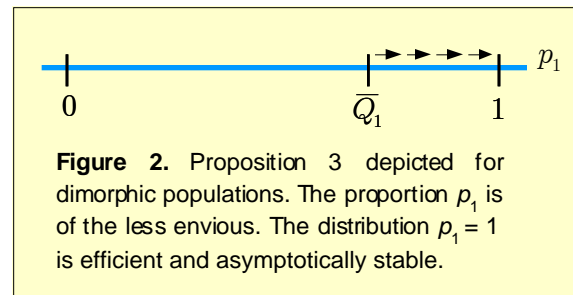 p₁
0
Q̅₁
1
Figure 2. Proposition 3 depicted for
dimorphic populations. The proportion p₁ is
of the less envious. The distribution p₁ = 1
is efficient and asymptotically stable.